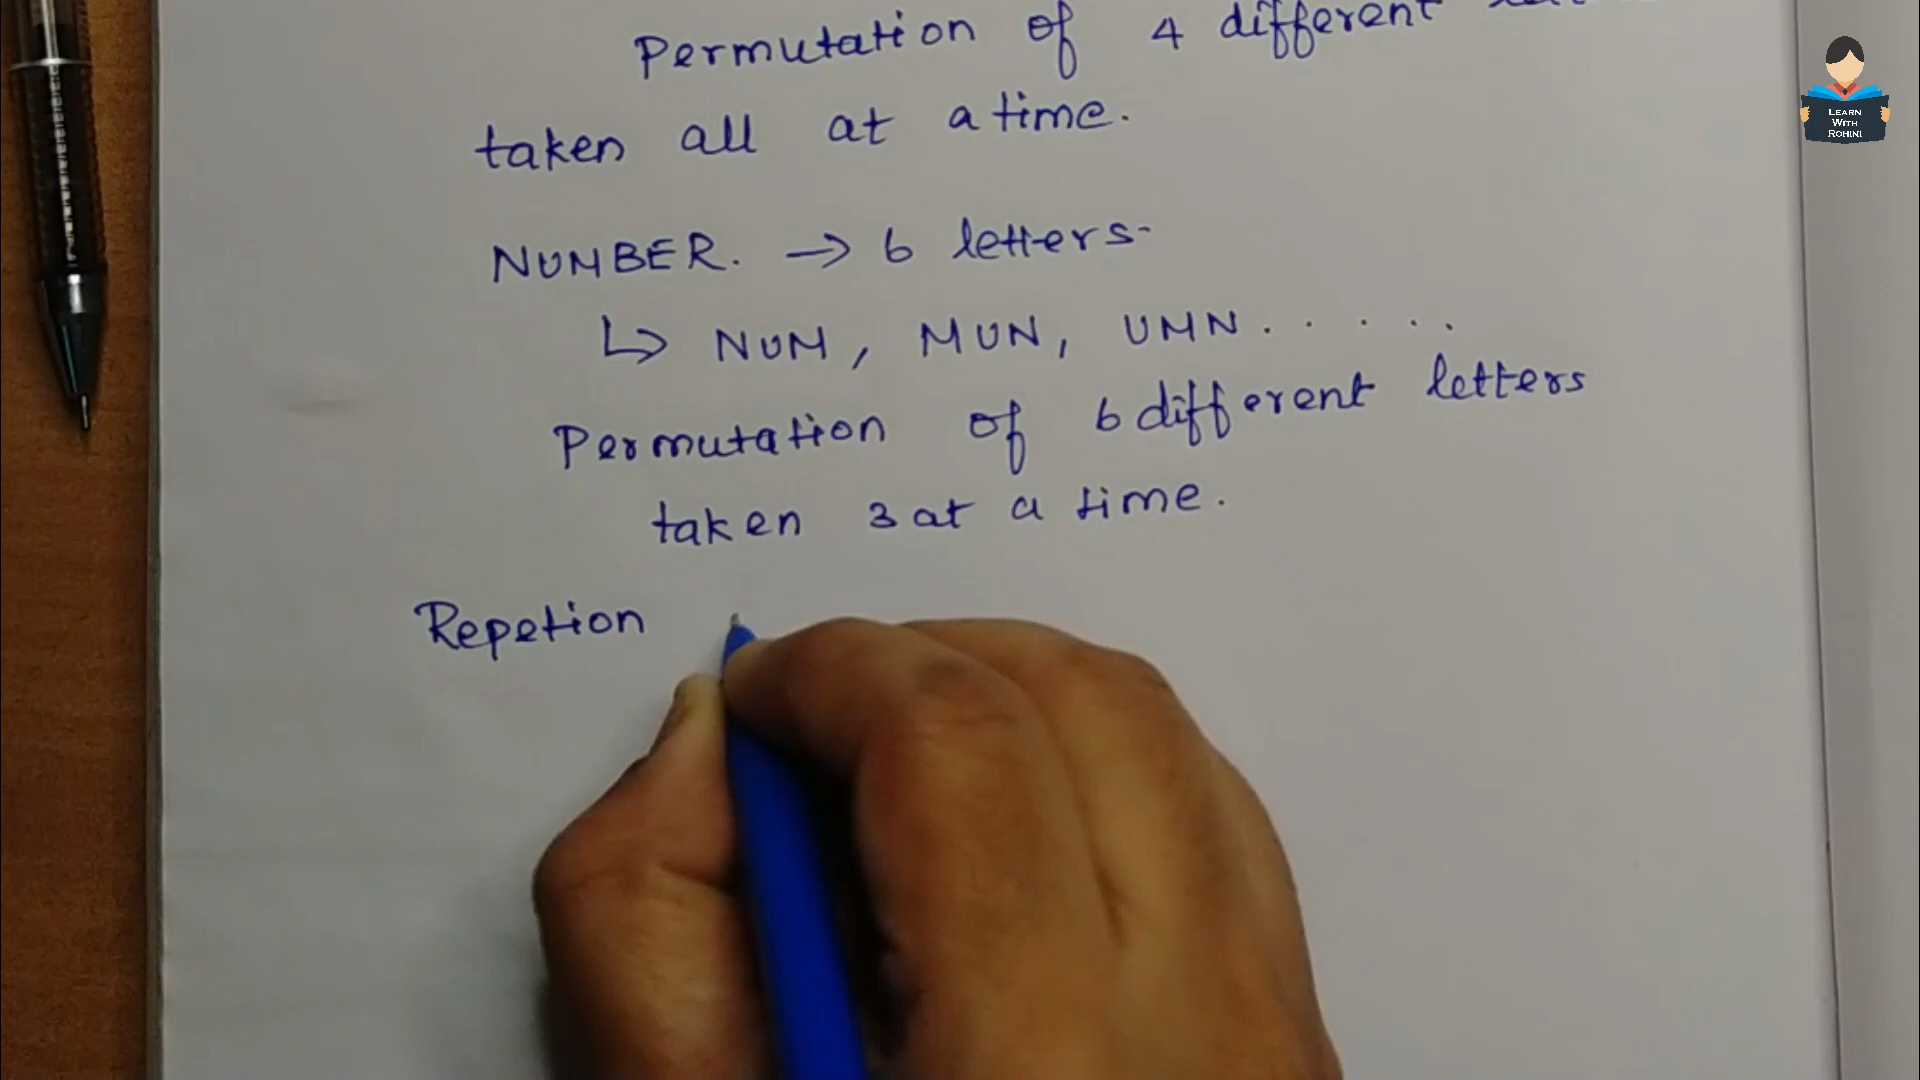 Permutation of 4 different
taken all at a time.
NUMBER. → 6 letters-
↳ NUM, MUN, UMN......
Permutation of 6 different letters
taken 3 at a time.
Repetion
LEARN
WITH
ROHINI